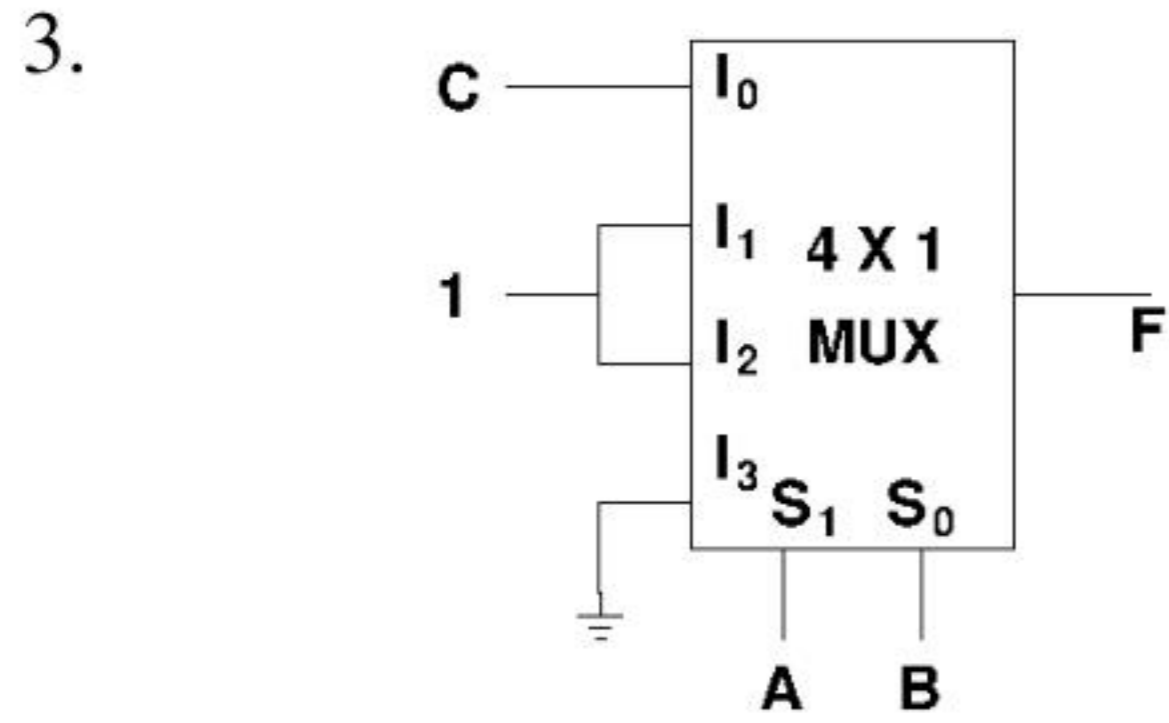 3.
C I₀
I₁ 4 X 1
1
I₂ MUX
F
I₃
S₁ S₀
A B